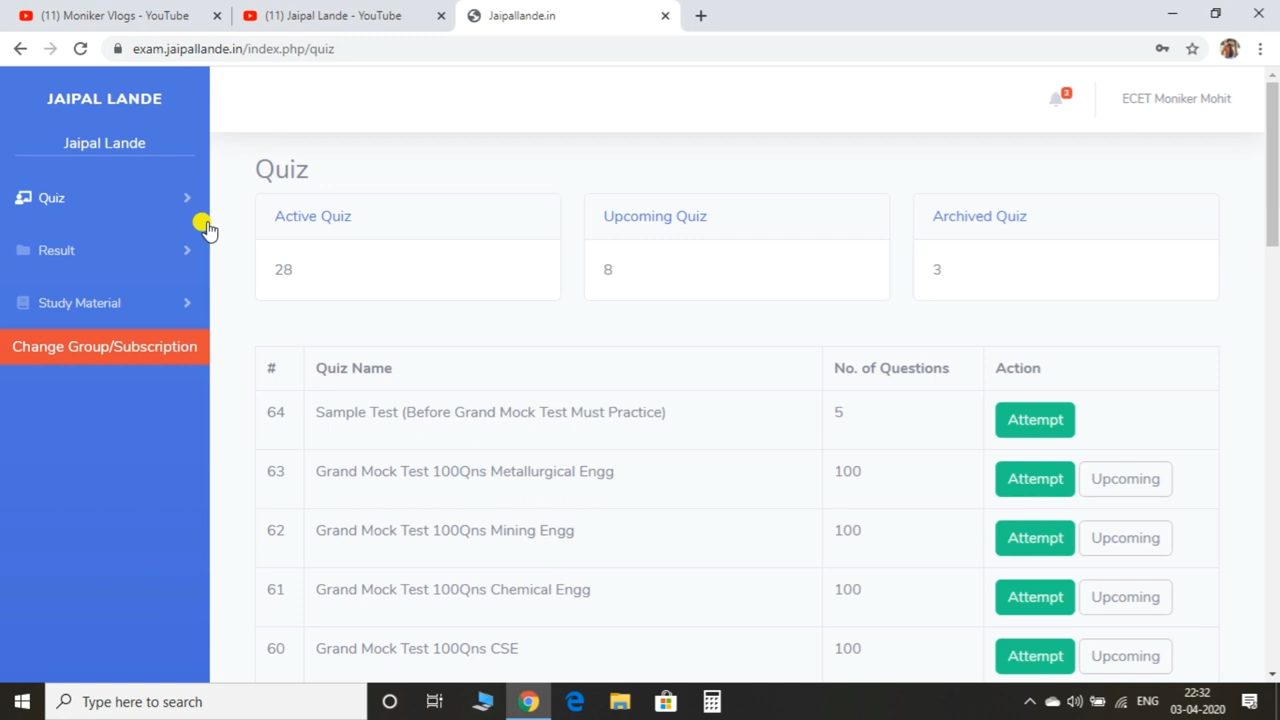 (11) Moniker Vlogs - YouTube
(11) Jaipal Lande - YouTube
Jaipallande.in
exam.jaipallande.in/index.php/quiz
JAIPAL LANDE
Jaipal Lande
Quiz
Result
Study Material
Change Group/Subscription
3
ECET Moniker Mohit
Quiz
Active Quiz
28
Upcoming Quiz
8
Archived Quiz
3
# Quiz Name No. of Questions Action
64 Sample Test (Before Grand Mock Test Must Practice) 5 Attempt
63 Grand Mock Test 100Qns Metallurgical Engg 100 Attempt Upcoming
62 Grand Mock Test 100Qns Mining Engg 100 Attempt Upcoming
61 Grand Mock Test 100Qns Chemical Engg 100 Attempt Upcoming
60 Grand Mock Test 100Qns CSE 100 Attempt Upcoming
Type here to search
ENG
22:32
03-04-2020